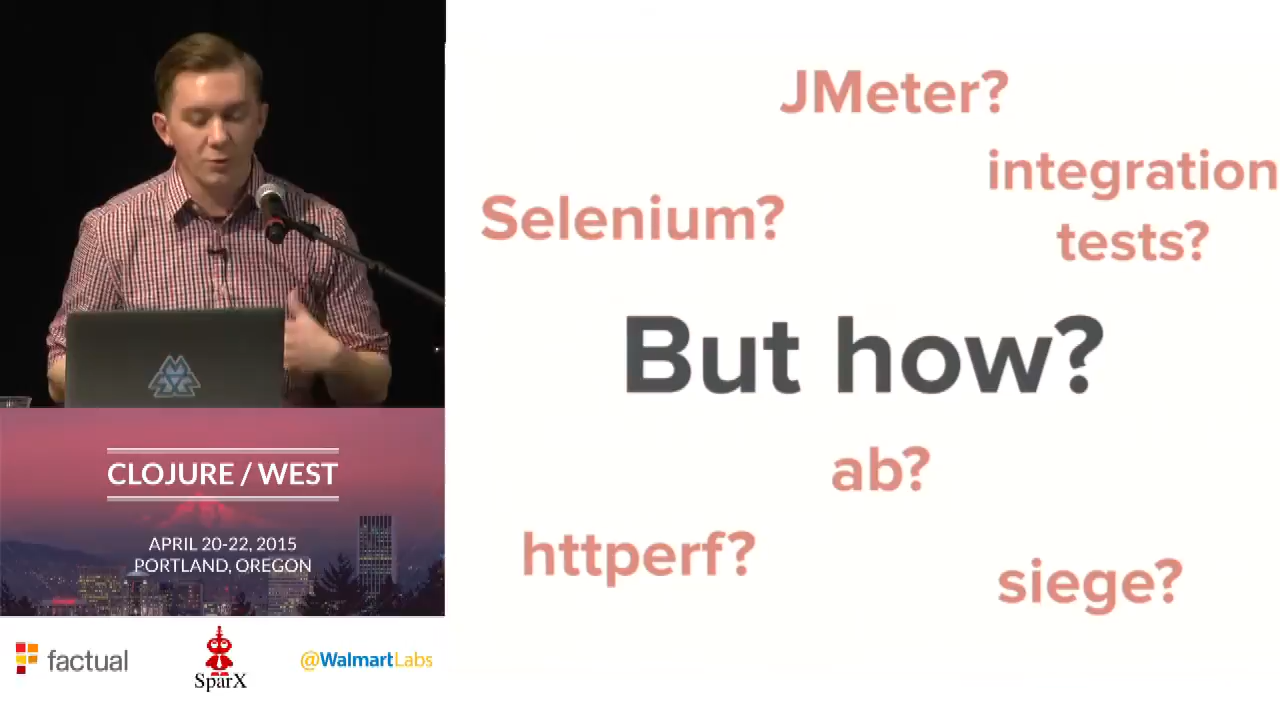 JMeter?
integration
tests?
Selenium?
But how?
ab?
httperf?
siege?
CLOJURE / WEST
APRIL 20-22, 2015
PORTLAND, OREGON
factual
SparX
@WalmartLabs